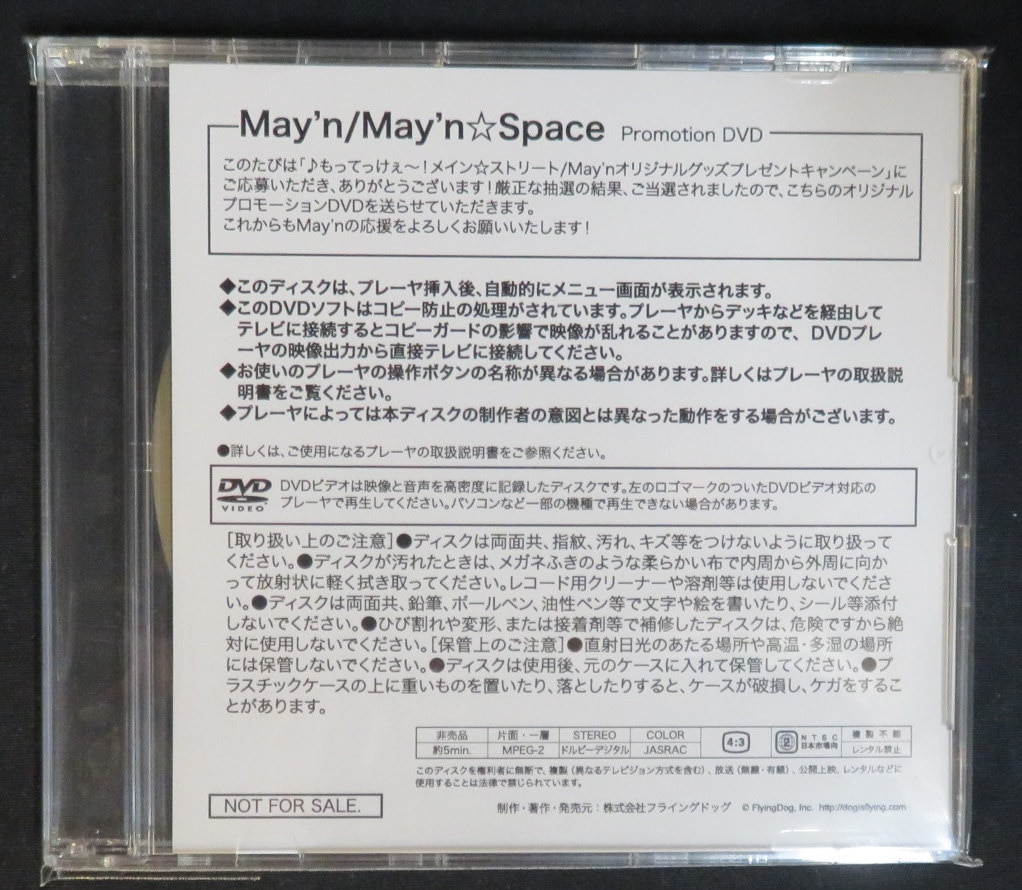 May'n/May'n☆Space Promotion DVD
このたびは「♪もってっけぇ～！メイン☆ストリート/May'nオリジナルグッズプレゼントキャンペーン」に
ご応募いただき、ありがとうございます！厳正な抽選の結果、ご当選されましたので、こちらのオリジナル
プロモーションDVDを送らせていただきます。
これからもMay'nの応援をよろしくお願いいたします！
◆このディスクは、プレーヤ挿入後、自動的にメニュー画面が表示されます。
◆このDVDソフトはコピー防止の処理がされています。プレーヤからデッキなどを経由して
テレビに接続するとコピーガードの影響で映像が乱れることがありますので、DVDプレ
ーヤの映像出力から直接テレビに接続してください。
◆お使いのプレーヤの操作ボタンの名称が異なる場合があります。詳しくはプレーヤの取扱説
明書をご覧ください。
◆プレーヤによっては本ディスクの制作者の意図とは異なった動作をする場合がございます。
●詳しくは、ご使用になるプレーヤの取扱説明書をご参照ください。
DVD VIDEO
DVDビデオは映像と音声を高密度に記録したディスクです。左のロゴマークのついたDVDビデオ対応の
プレーヤで再生してください。パソコンなど一部の機種で再生できない場合があります。
［取り扱い上のご注意］●ディスクは両面共、指紋、汚れ、キズ等をつけないように取り扱って
ください。●ディスクが汚れたときは、メガネふきのような柔らかい布で内周から外周に向か
って放射状に軽く拭き取ってください。レコード用クリーナーや溶剤等は使用しないでくださ
い。●ディスクは両面共、鉛筆、ボールペン、油性ペン等で文字や絵を書いたり、シール等添付
しないでください。●ひび割れや変形、または接着剤等で補修したディスクは、危険ですから絶
対に使用しないでください。［保管上のご注意］●直射日光のあたる場所や高温・多湿の場所
には保管しないでください。●ディスクは使用後、元のケースに入れて保管してください。●プ
ラスチックケースの上に重いものを置いたり、落としたりすると、ケースが破損し、ケガをするこ
とがあります。
非売品 片面・一層 STEREO COLOR 4:3 2 NTSC 日本市場向 複製不能
約5min. MPEG-2 ドルビーデジタル JASRAC レンタル禁止
このディスクを権利者に無断で、複製（異なるテレビジョン方式を含む）、放送（無線・有線）、公開上映、レンタルなどに
使用することは法律で禁じられています。
NOT FOR SALE.
制作・著作・発売元：株式会社フライングドッグ © FlyingDog, Inc. http://dogisflying.com